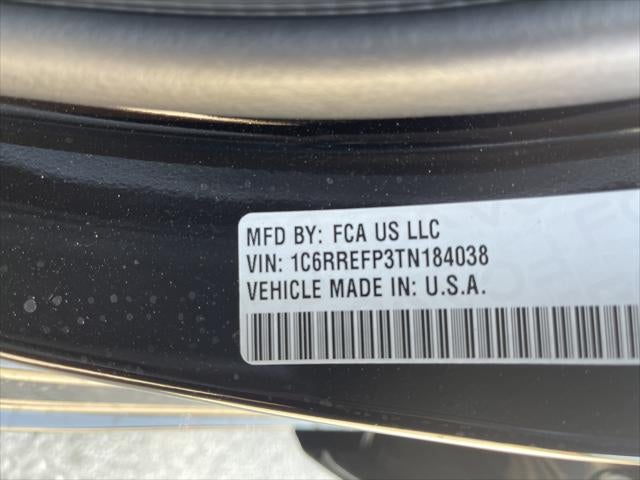 MFD BY: FCA US LLC
VIN: 1C6RREFP3TN184038
VEHICLE MADE IN: U.S.A.